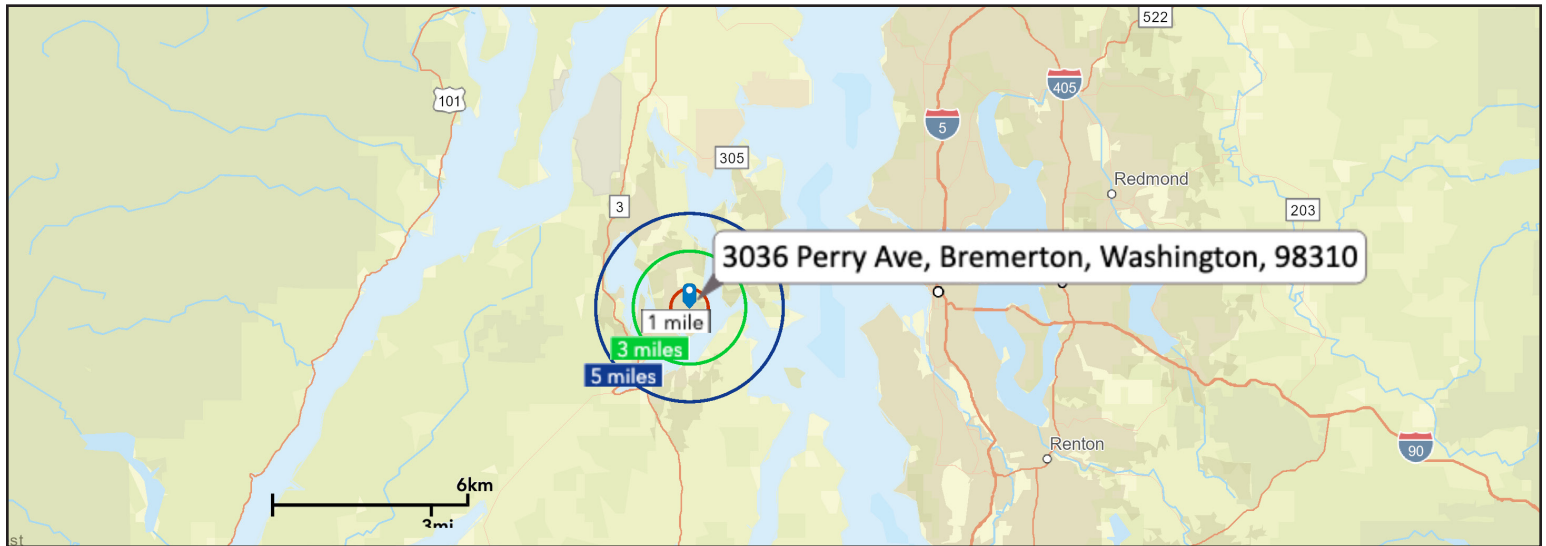 522
101
405
5
305
Redmond
3
203
3036 Perry Ave, Bremerton, Washington, 98310
1 mile
3 miles
5 miles
Renton
90
6km
3mi
st